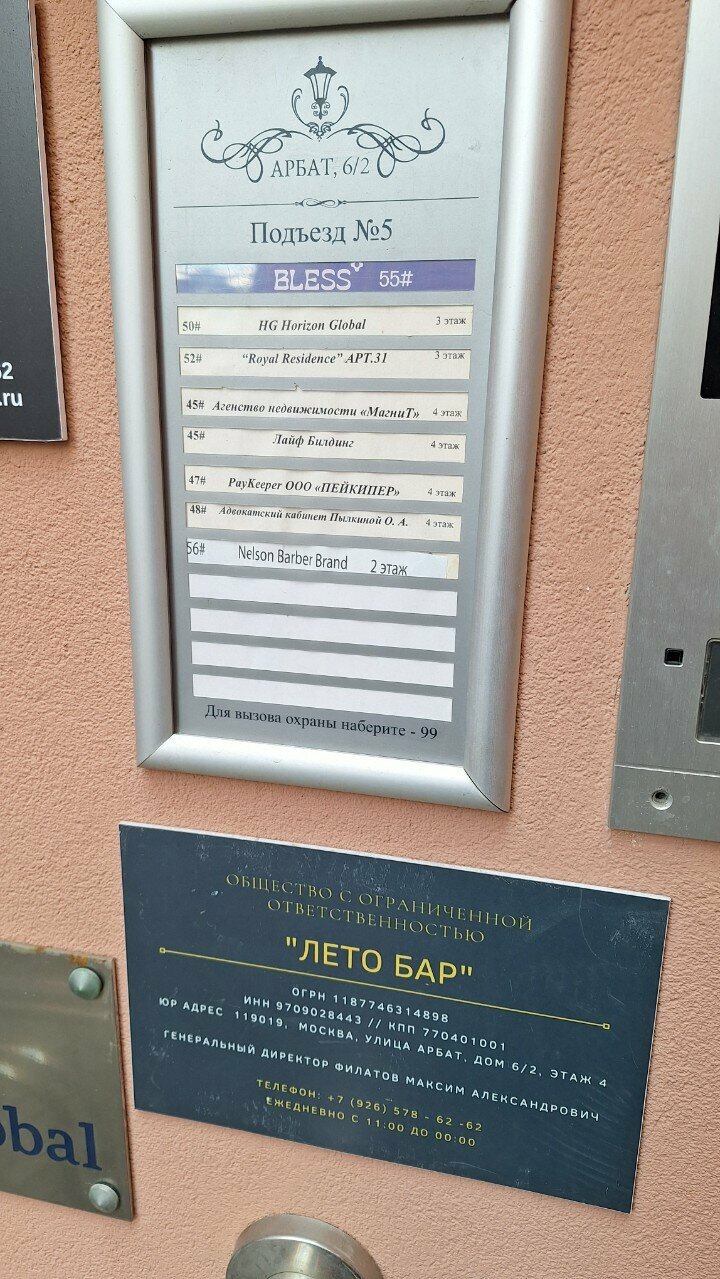 АРБАТ, 6/2
Подъезд №5
BLESS 55#
50# HG Horizon Global 3 этаж
52# “Royal Residence” АРТ.31 3 этаж
45# Агенство недвижимости «МагниТ» 4 этаж
45# Лайф Билдинг 4 этаж
47# PayKeeper ООО «ПЕЙКИПЕР» 4 этаж
48# Адвокатский кабинет Пылкиной О. А. 4 этаж
56# Nelson Barber Brand 2 этаж
Для вызова охраны наберите - 99
62
.ru
ОБЩЕСТВО С ОГРАНИЧЕННОЙ
ОТВЕТСТВЕННОСТЬЮ
"ЛЕТО БАР"
ОГРН 1187746314898
ИНН 9709028443 // КПП 770401001
ЮР АДРЕС 119019, МОСКВА, УЛИЦА АРБАТ, ДОМ 6/2, ЭТАЖ 4
ГЕНЕРАЛЬНЫЙ ДИРЕКТОР ФИЛАТОВ МАКСИМ АЛЕКСАНДРОВИЧ
ТЕЛЕФОН: +7 (926) 578 - 62 -62
ЕЖЕДНЕВНО С 11:00 ДО 00:00
obal